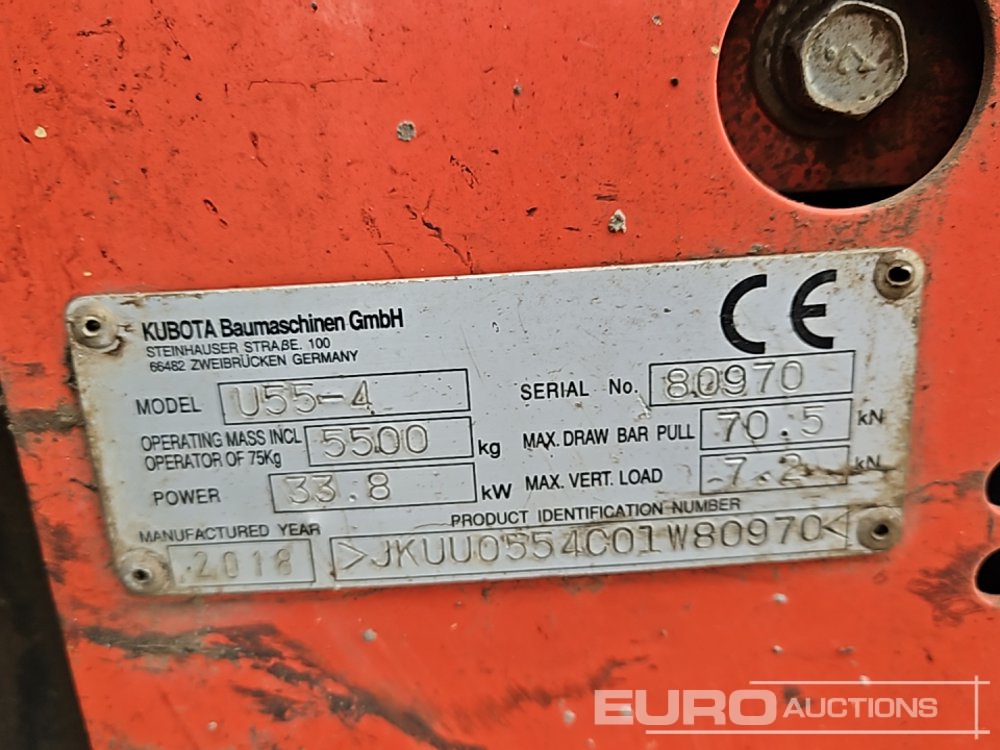 KUBOTA Baumaschinen GmbH
STEINHAUSER STRAßE. 100
66482 ZWEIBRÜCKEN GERMANY
CE
MODEL U55-4
SERIAL No. 80970
OPERATING MASS INCL
OPERATOR OF 75Kg 5500 kg
MAX. DRAW BAR PULL 70.5 kN
POWER 33.8 kW
MAX. VERT. LOAD 7.2 kN
MANUFACTURED YEAR
2018
PRODUCT IDENTIFICATION NUMBER
>JKUU0554C01W80970<
EURO AUCTIONS